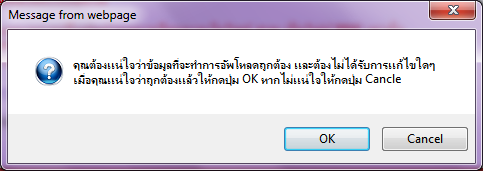 Message from webpage
คุณต้องแน่ใจว่าข้อมูลที่จะทำการอัพโหลดถูกต้อง และต้องไม่ได้รับการแก้ไขใดๆ
เมื่อคุณแน่ใจว่าถูกต้องแล้วให้กดปุ่ม OK หากไม่แน่ใจให้กดปุ่ม Cancle
OK
Cancel